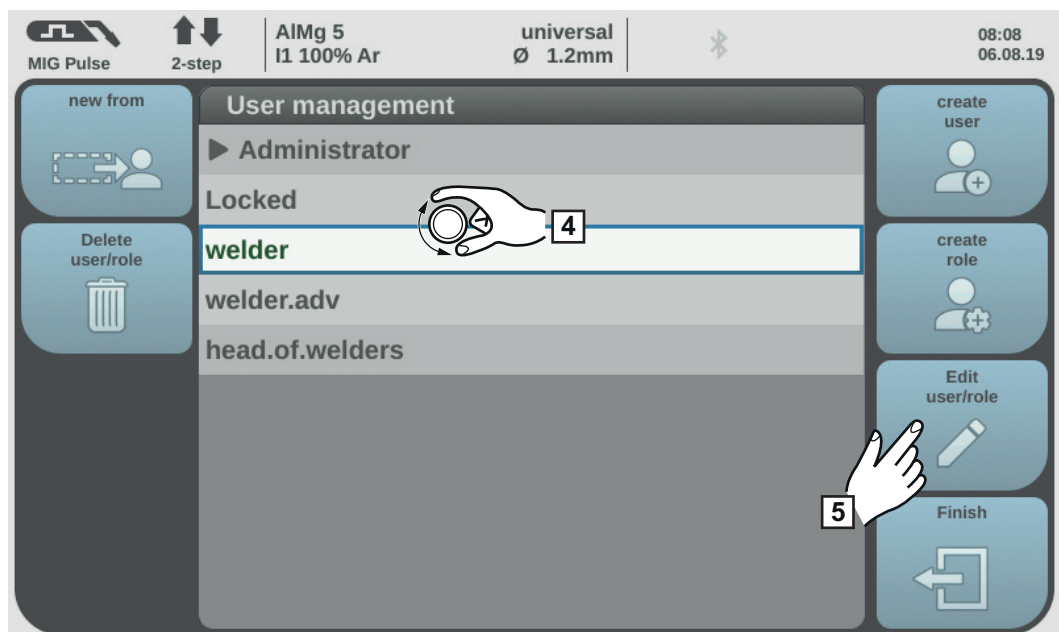 MIG Pulse
2-step
AlMg 5
I1 100% Ar
universal
Ø 1.2mm
08:08
06.08.19
new from
Delete
user/role
User management
Administrator
Locked
welder
welder.adv
head.of.welders
4
create
user
create
role
Edit
user/role
5
Finish